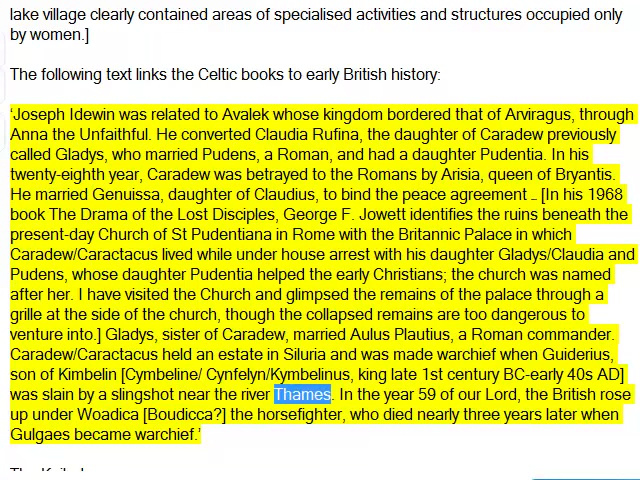 lake village clearly contained areas of specialised activities and structures occupied only
by women.]
The following text links the Celtic books to early British history:
‘Joseph Idewin was related to Avalek whose kingdom bordered that of Arviragus, through
Anna the Unfaithful. He converted Claudia Rufina, the daughter of Caradew previously
called Gladys, who married Pudens, a Roman, and had a daughter Pudentia. In his
twenty-eighth year, Caradew was betrayed to the Romans by Arisia, queen of Bryantis.
He married Genuissa, daughter of Claudius, to bind the peace agreement ... [In his 1968
book The Drama of the Lost Disciples, George F. Jowett identifies the ruins beneath the
present-day Church of St Pudentiana in Rome with the Britannic Palace in which
Caradew/Caractacus lived while under house arrest with his daughter Gladys/Claudia and
Pudens, whose daughter Pudentia helped the early Christians; the church was named
after her. I have visited the Church and glimpsed the remains of the palace through a
grille at the side of the church, though the collapsed remains are too dangerous to
venture into.] Gladys, sister of Caradew, married Aulus Plautius, a Roman commander.
Caradew/Caractacus held an estate in Siluria and was made warchief when Guiderius,
son of Kimbelin [Cymbeline/ Cynfelyn/Kymbelinus, king late 1st century BC-early 40s AD]
was slain by a slingshot near the river Thames. In the year 59 of our Lord, the British rose
up under Woadica [Boudicca?] the horsefighter, who died nearly three years later when
Gulgaes became warchief.’